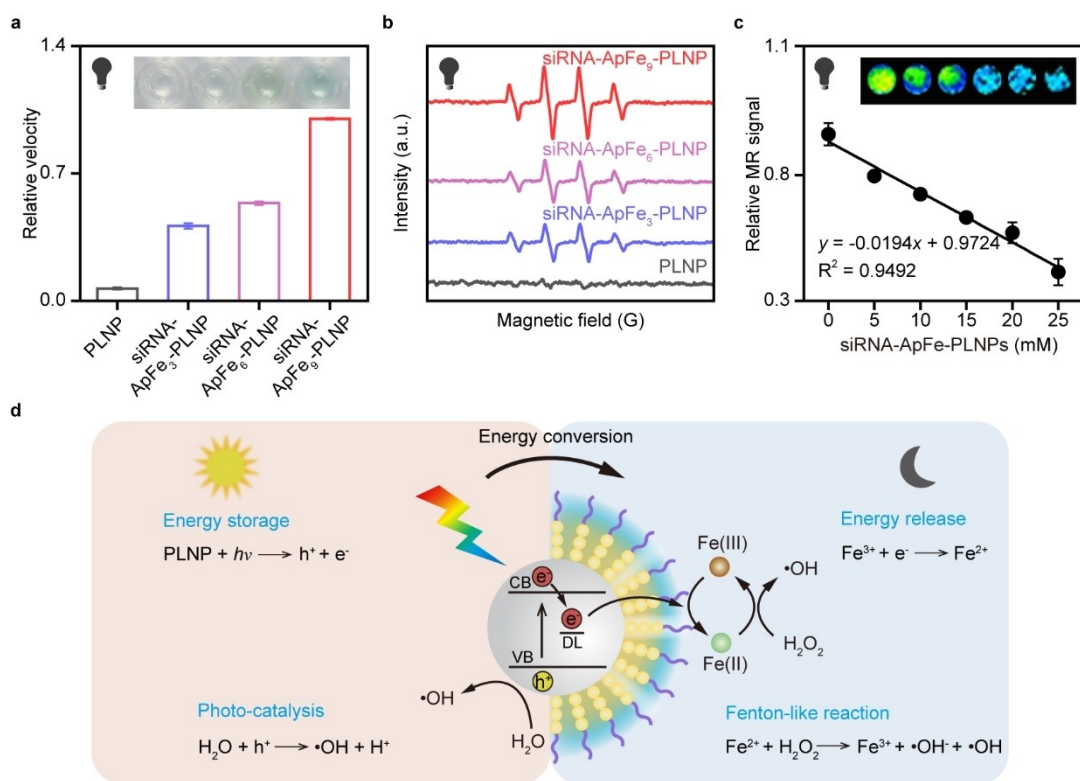 a
1.4
0.7
0.0
Relative velocity
PLNP
siRNA-
ApFe₃-PLNP
siRNA-
ApFe₆-PLNP
siRNA-
ApFe₉-PLNP
b
siRNA-ApFe₉-PLNP
siRNA-ApFe₆-PLNP
siRNA-ApFe₃-PLNP
PLNP
Intensity (a.u.)
Magnetic field (G)
c
1.1
0.8
0.3
Relative MR signal
y = -0.0194x + 0.9724
R² = 0.9492
0 5 10 15 20 25
siRNA-ApFe-PLNPs (mM)
d
Energy conversion
Energy storage
PLNP + hν → h⁺ + e⁻
Energy release
Fe³⁺ + e⁻ → Fe²⁺
CB
e⁻
e⁻
DL
VB
h⁺
Fe(III)
Fe(II)
•OH
H₂O₂
•OH
H₂O
Photo-catalysis
H₂O + h⁺ → •OH + H⁺
Fenton-like reaction
Fe²⁺ + H₂O₂ → Fe³⁺ + •OH⁻ + •OH